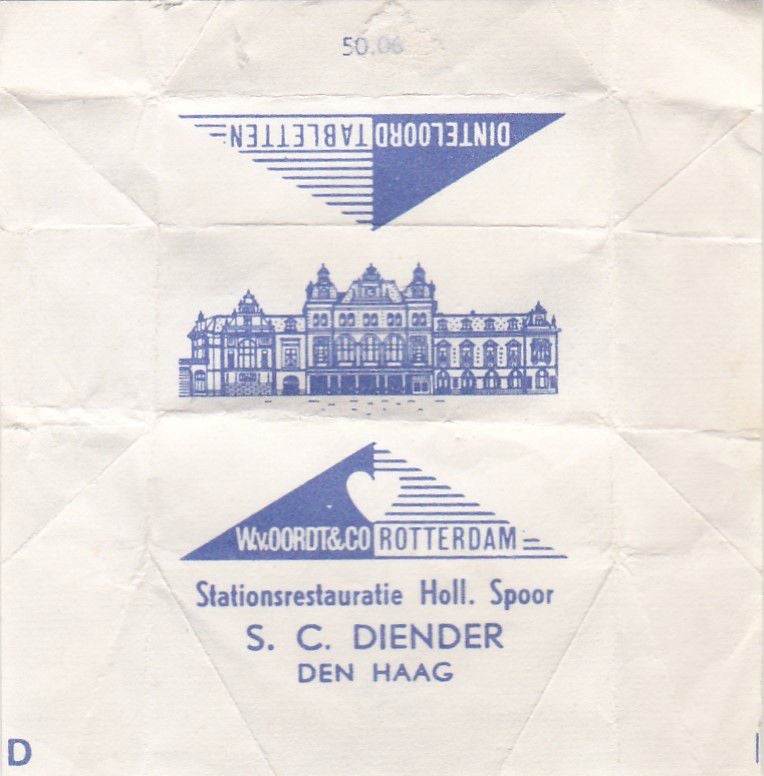 50.06
DINTELOORD TABLETTEN
W.v.OORDT&CO ROTTERDAM
Stationsrestauratie Holl. Spoor
S. C. DIENDER
DEN HAAG
D